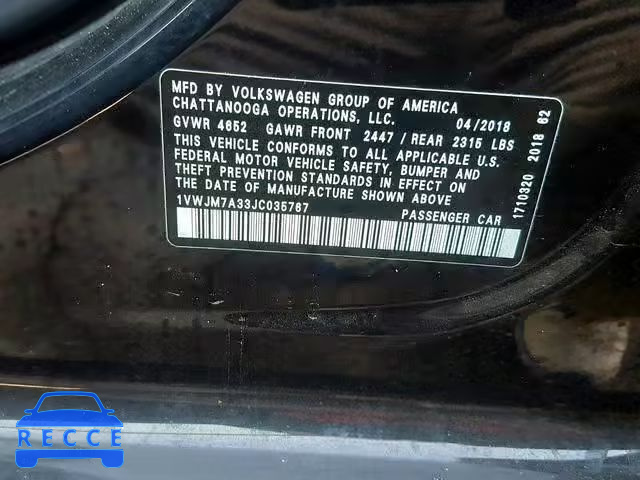 MFD BY VOLKSWAGEN GROUP OF AMERICA
CHATTANOOGA OPERATIONS, LLC. 04/2018
GVWR 4652 GAWR FRONT 2447 / REAR 2315 LBS
THIS VEHICLE CONFORMS TO ALL APPLICABLE U.S.
FEDERAL MOTOR VEHICLE SAFETY, BUMPER AND
THEFT PREVENTION STANDARDS IN EFFECT ON
THE DATE OF MANUFACTURE SHOWN ABOVE
1VWJM7A33JC035767 PASSENGER CAR
1710320 2018 62
RECCE